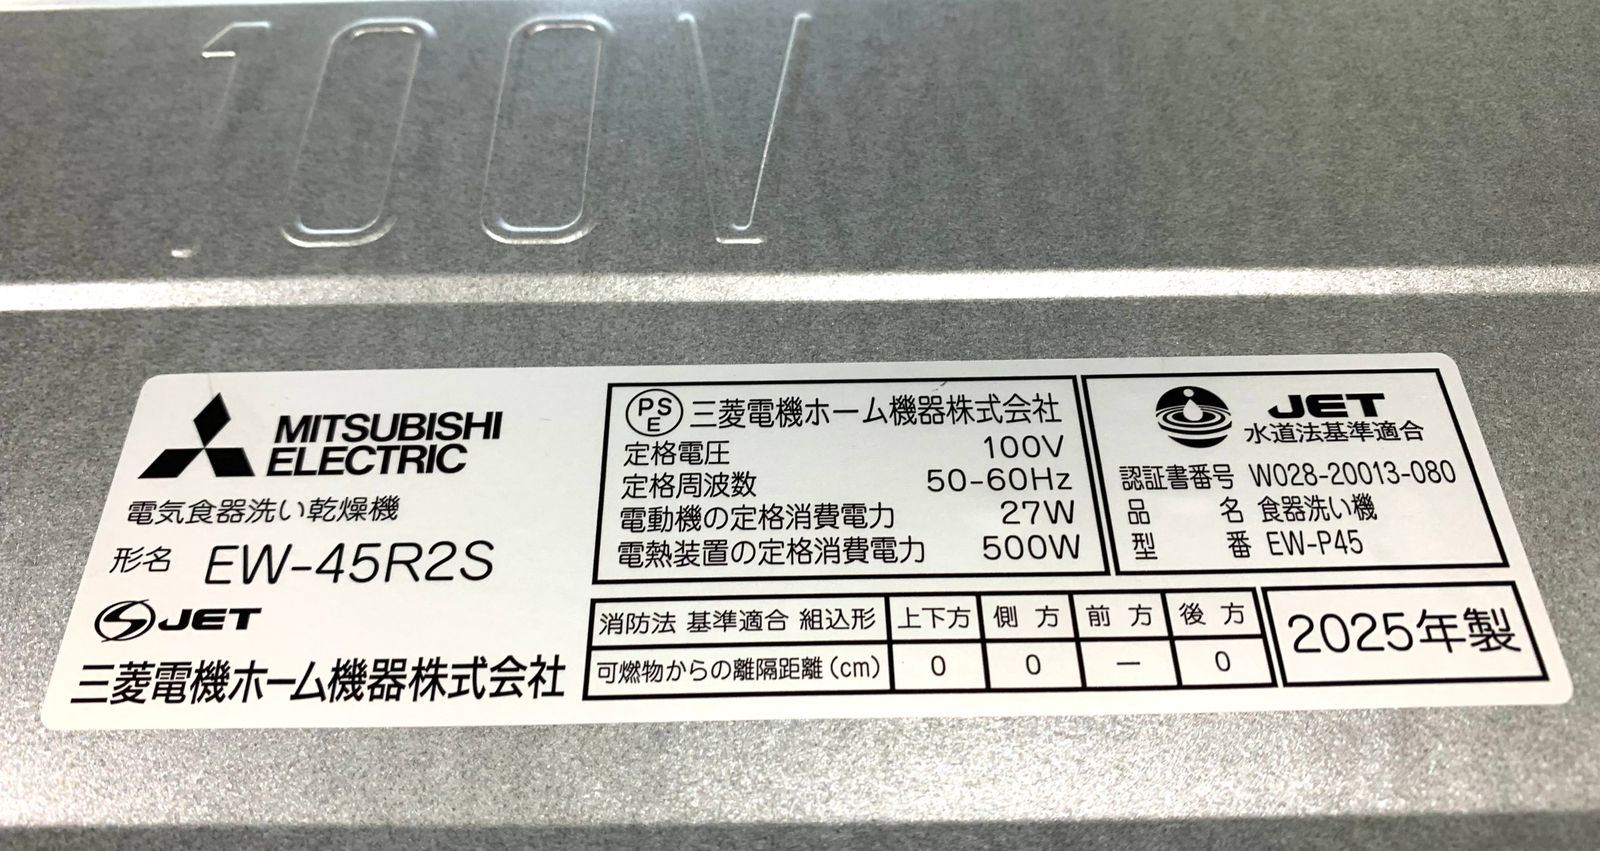 100V
MITSUBISHI
ELECTRIC
電気食器洗い乾燥機
形名 EW-45R2S
JET
三菱電機ホーム機器株式会社
PSE 三菱電機ホーム機器株式会社
定格電圧 100V
定格周波数 50-60Hz
電動機の定格消費電力 27W
電熱装置の定格消費電力 500W
JET
水道法基準適合
認証書番号 W028-20013-080
品名 食器洗い機
型番 EW-P45
消防法 基準適合 組込形 上下方 側方 前方 後方
可燃物からの離隔距離(cm) 0 0 — 0
2025年製